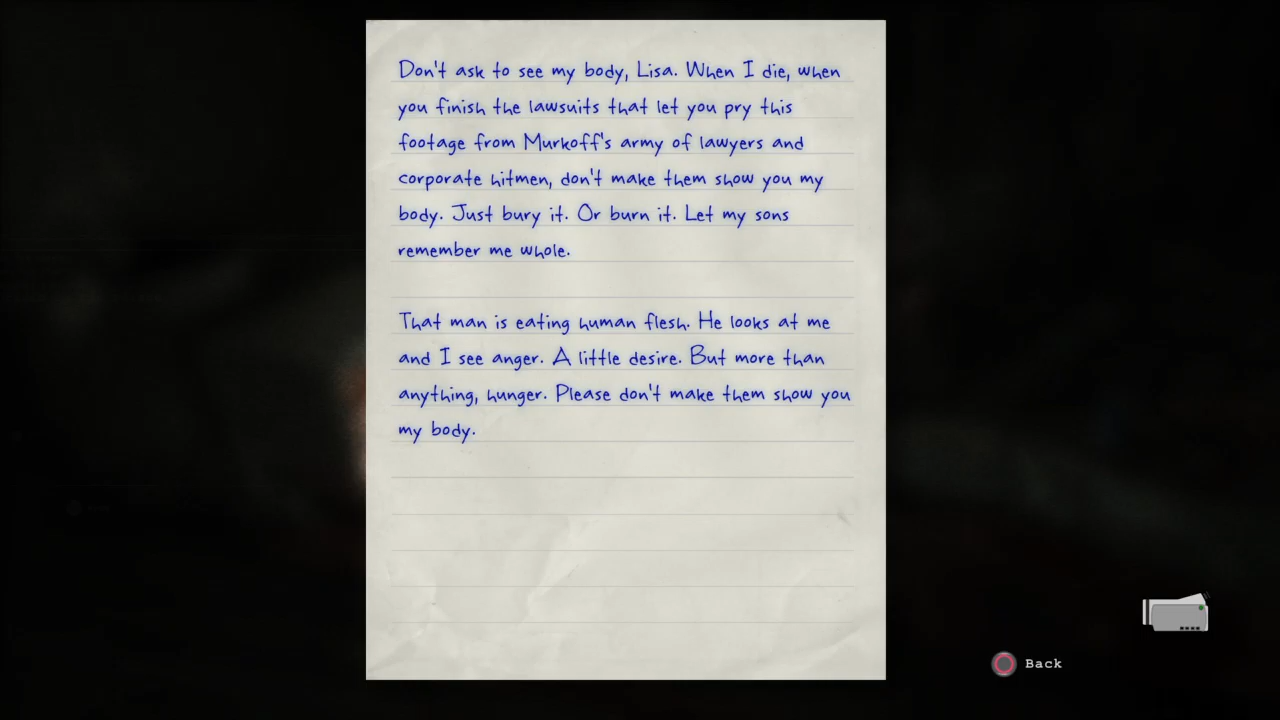 Don't ask to see my body, Lisa. When I die, when
you finish the lawsuits that let you pry this
footage from Murkoff's army of lawyers and
corporate hitmen, don't make them show you my
body. Just bury it. Or burn it. Let my sons
remember me whole.
That man is eating human flesh. He looks at me
and I see anger. A little desire. But more than
anything, hunger. Please don't make them show you
my body.
Back